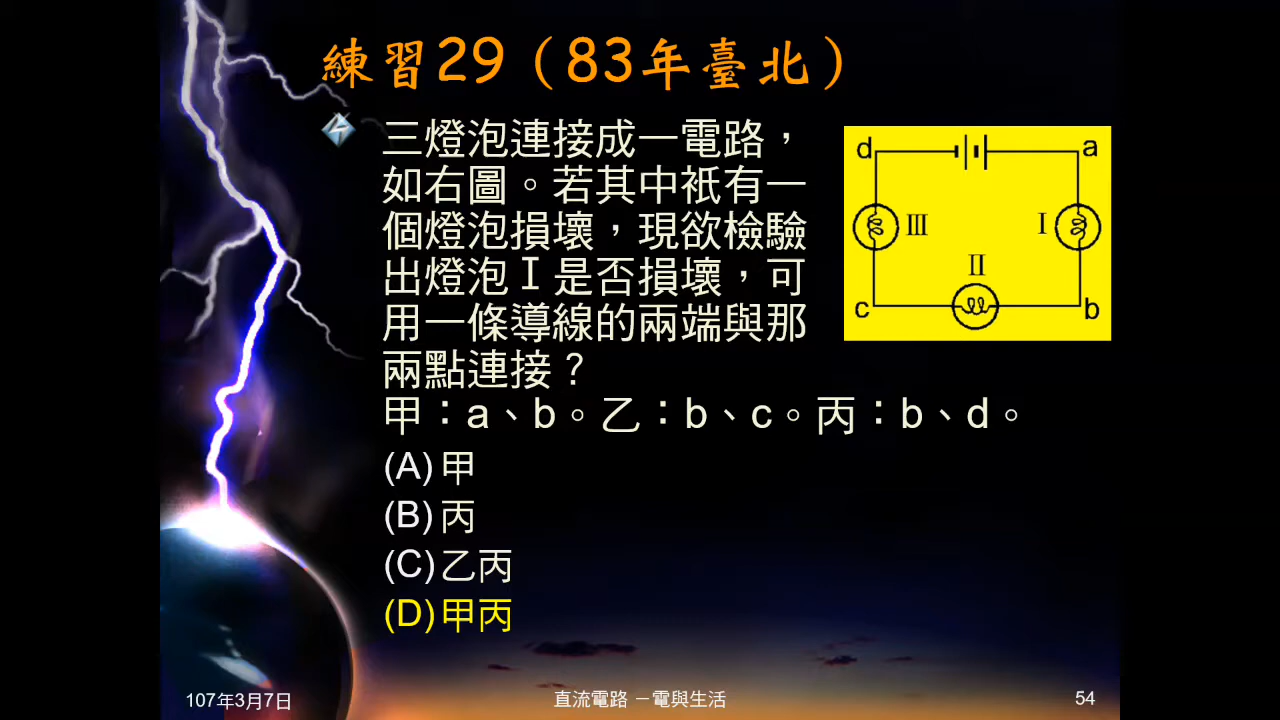 練習29（83年臺北）
三燈泡連接成一電路，
如右圖。若其中祇有一
個燈泡損壞，現欲檢驗
出燈泡Ⅰ是否損壞，可
用一條導線的兩端與那
兩點連接？
甲：a、b。乙：b、c。丙：b、d。
(A)甲
(B)丙
(C)乙丙
(D)甲丙
d
a
Ⅲ
Ⅰ
Ⅱ
c
b
107年3月7日
直流電路 －電與生活
54